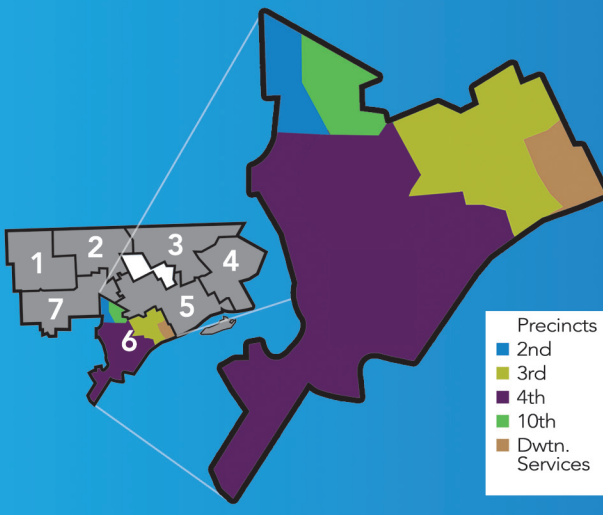 1
2
3
4
5
6
7
Precincts
2nd
3rd
4th
10th
Dwtn.
Services